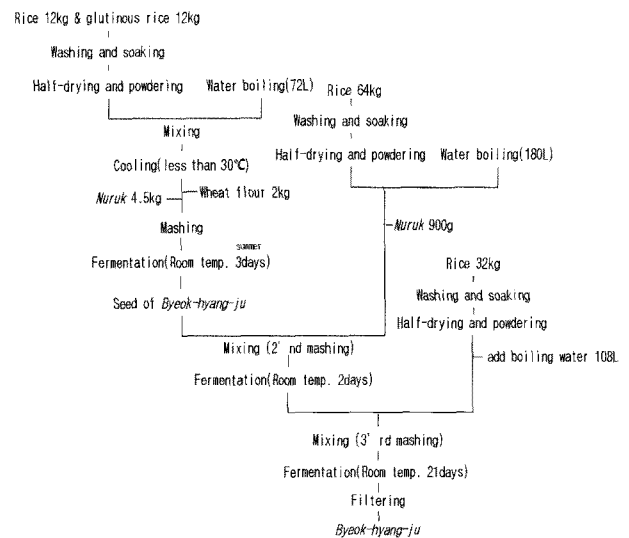 Rice 12kg & glutinous rice 12kg
Washing and soaking
Half-drying and powdering
Water boiling(72L)
Mixing
Cooling(less than 30℃)
Nuruk 4.5kg
Wheat flour 2kg
Mashing
summer
Fermentation(Room temp. 3days)
Seed of Byeok-hyang-ju
Rice 64kg
Washing and soaking
Half-drying and powdering
Water boiling(180L)
Nuruk 900g
Mixing (2' nd mashing)
Fermentation(Room temp. 2days)
Rice 32kg
Washing and soaking
Half-drying and powdering
add boiling water 108L
Mixing (3' rd mashing)
Fermentation(Room temp. 21days)
Filtering
Byeok-hyang-ju